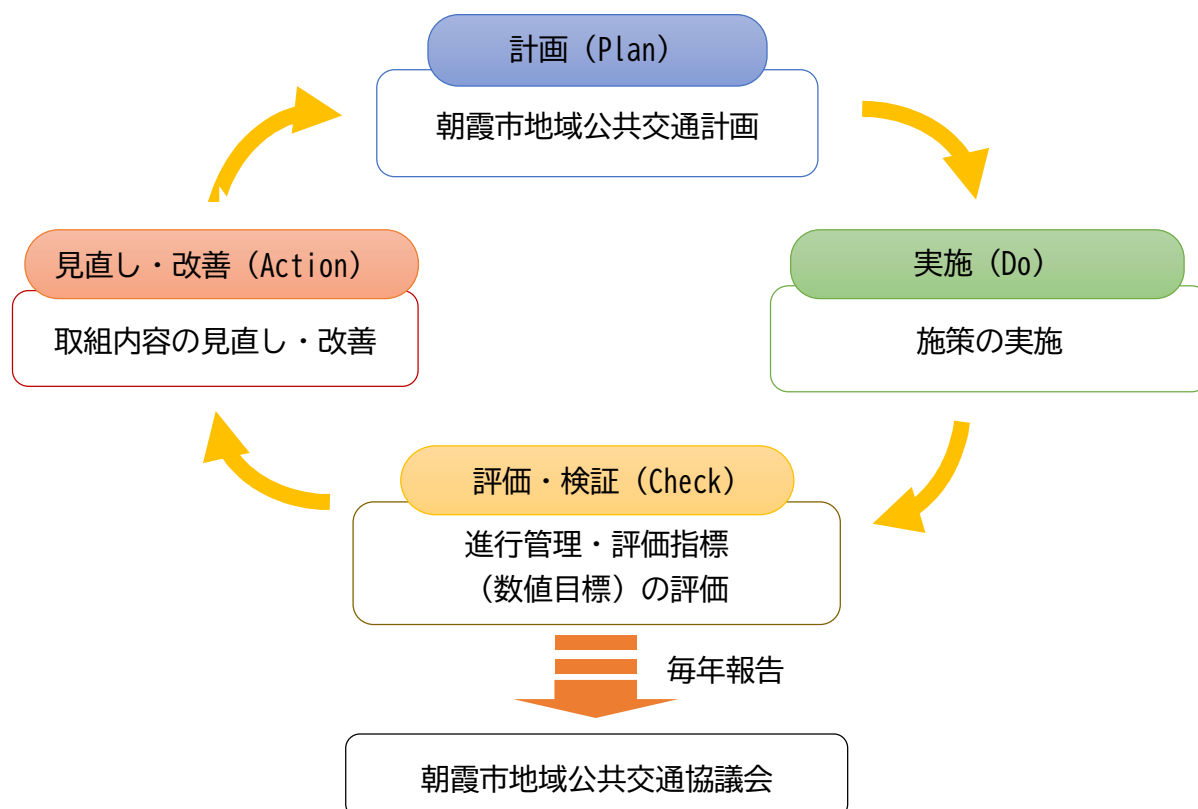 計画（Plan）
朝霞市地域公共交通計画
見直し・改善（Action）
取組内容の見直し・改善
実施（Do）
施策の実施
評価・検証（Check）
進行管理・評価指標
（数値目標）の評価
毎年報告
朝霞市地域公共交通協議会